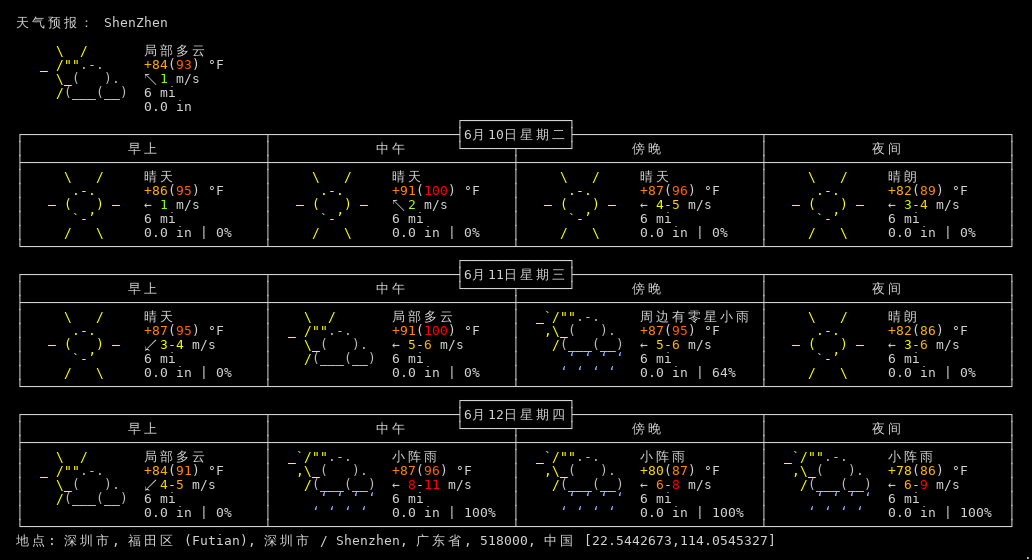 天气预报： ShenZhen
局部多云
+84(93) °F
↖ 1 m/s
6 mi
0.0 in
6月10日星期二
早上 中午 傍晚 夜间
晴天 晴天 晴天 晴朗
+86(95) °F +91(100) °F +87(96) °F +82(89) °F
← 1 m/s ↖ 2 m/s ← 4-5 m/s ← 3-4 m/s
6 mi 6 mi 6 mi 6 mi
0.0 in | 0% 0.0 in | 0% 0.0 in | 0% 0.0 in | 0%
6月11日星期三
早上 中午 傍晚 夜间
晴天 局部多云 周边有零星小雨 晴朗
+87(95) °F +91(100) °F +87(95) °F +82(86) °F
↙ 3-4 m/s ← 5-6 m/s ← 5-6 m/s ← 3-6 m/s
6 mi 6 mi 6 mi 6 mi
0.0 in | 0% 0.0 in | 0% 0.0 in | 64% 0.0 in | 0%
6月12日星期四
早上 中午 傍晚 夜间
局部多云 小阵雨 小阵雨 小阵雨
+84(91) °F +87(96) °F +80(87) °F +78(86) °F
↙ 4-5 m/s ← 8-11 m/s ← 6-8 m/s ← 6-9 m/s
6 mi 6 mi 6 mi 6 mi
0.0 in | 0% 0.0 in | 100% 0.0 in | 100% 0.0 in | 100%
地点: 深圳市, 福田区 (Futian), 深圳市 / Shenzhen, 广东省, 518000, 中国 [22.5442673,114.0545327]